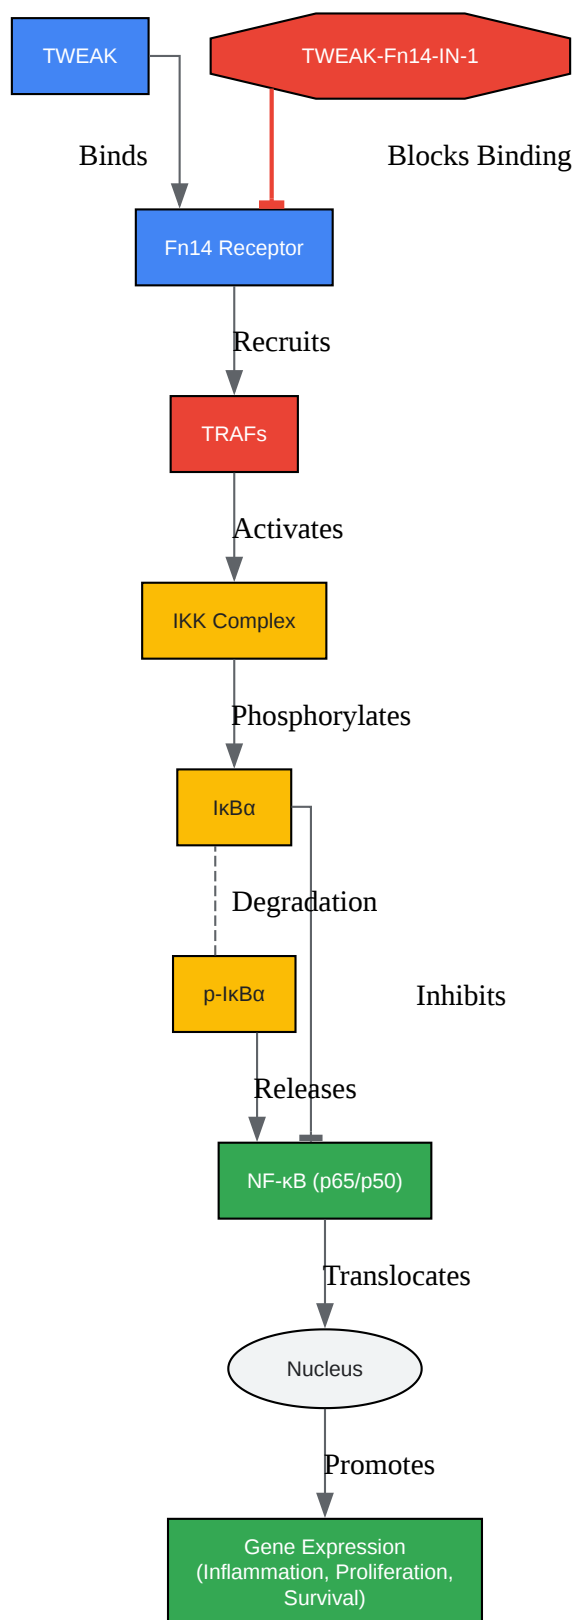 TWEAK
TWEAK-Fn14-IN-1
Binds
Blocks Binding
Fn14 Receptor
Recruits
TRAFs
Activates
IKK Complex
Phosphorylates
IκBα
Degradation
p-IκBα
Inhibits
Releases
NF-κB (p65/p50)
Translocates
Nucleus
Promotes
Gene Expression
(Inflammation, Proliferation,
Survival)